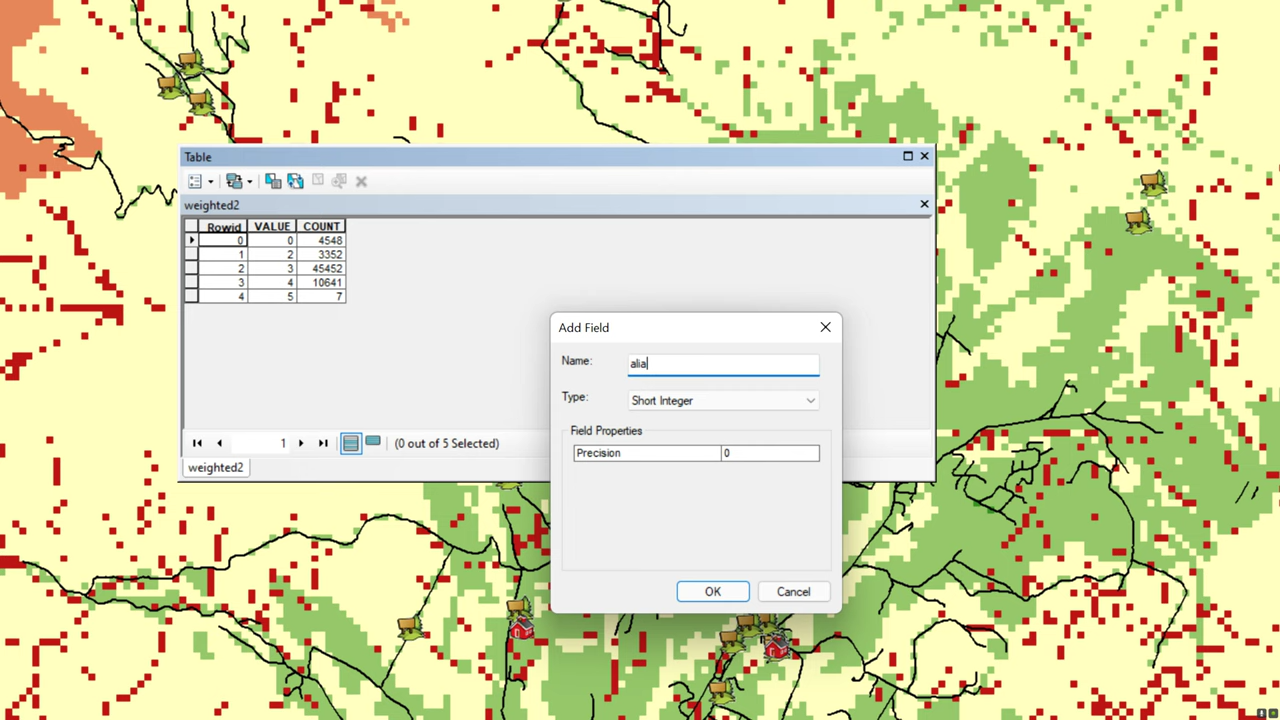 Table
weighted2
Rowid VALUE COUNT
0 0 4548
1 2 3352
2 3 45452
3 4 10641
4 5 7
Add Field
Name: alia
Type: Short Integer
Field Properties
Precision 0
OK Cancel
1 (0 out of 5 Selected)
weighted2